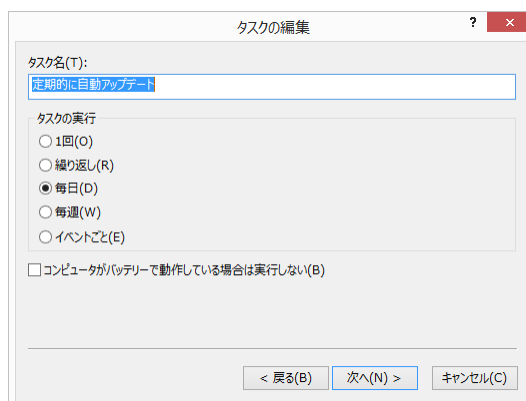 タスクの編集
?
×
タスク名(T):
定期的に自動アップデート
タスクの実行
1回(O)
繰り返し(R)
毎日(D)
毎週(W)
イベントごと(E)
コンピュータがバッテリーで動作している場合は実行しない(B)
< 戻る(B)
次へ(N) >
キャンセル(C)